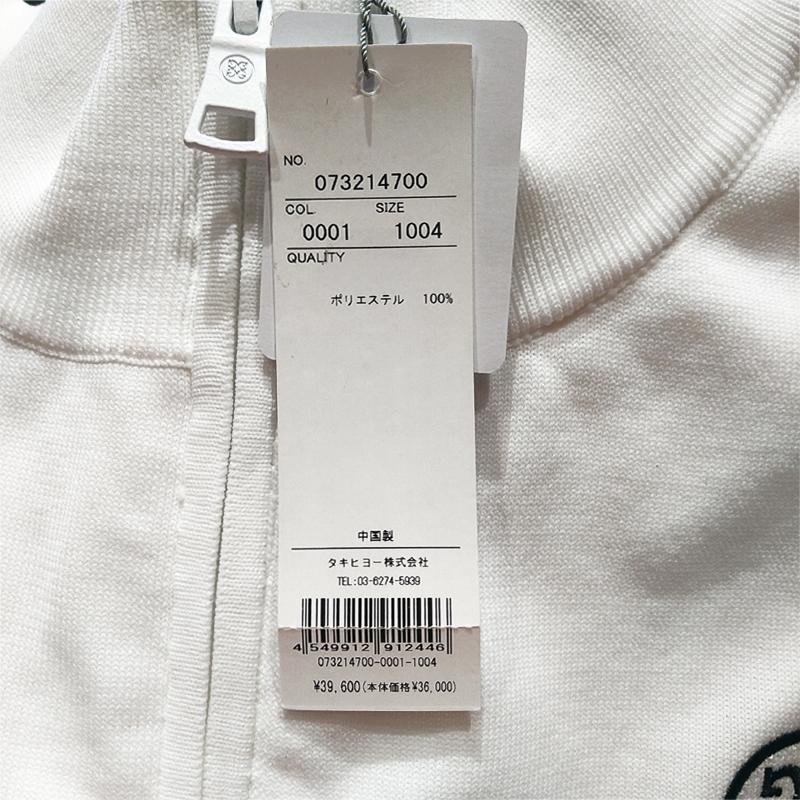 NO.
073214700
COL. SIZE
0001 1004
QUALITY
ポリエステル 100%
中国製
タキヒヨー株式会社
TEL:03-6274-5939
4 549912 912446
073214700-0001-1004
¥39,600(本体価格¥36,000)